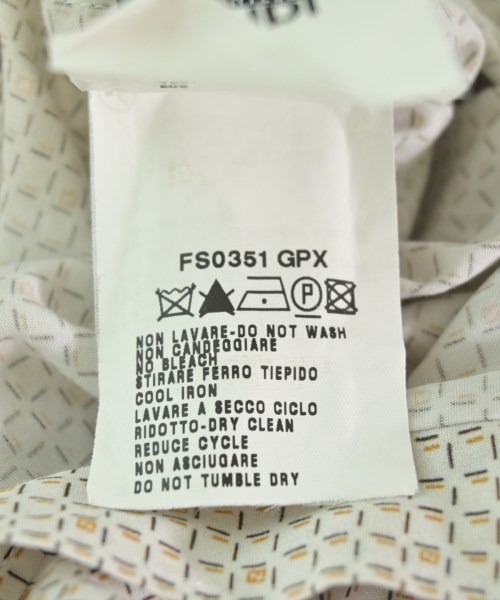 FS0351 GPX
P
NON LAVARE-DO NOT WASH
NON CANDEGGIARE
NO BLEACH
STIRARE FERRO TIEPIDO
COOL IRON
LAVARE A SECCO CICLO
RIDOTTO-DRY CLEAN
REDUCE CYCLE
NON ASCIUGARE
DO NOT TUMBLE DRY